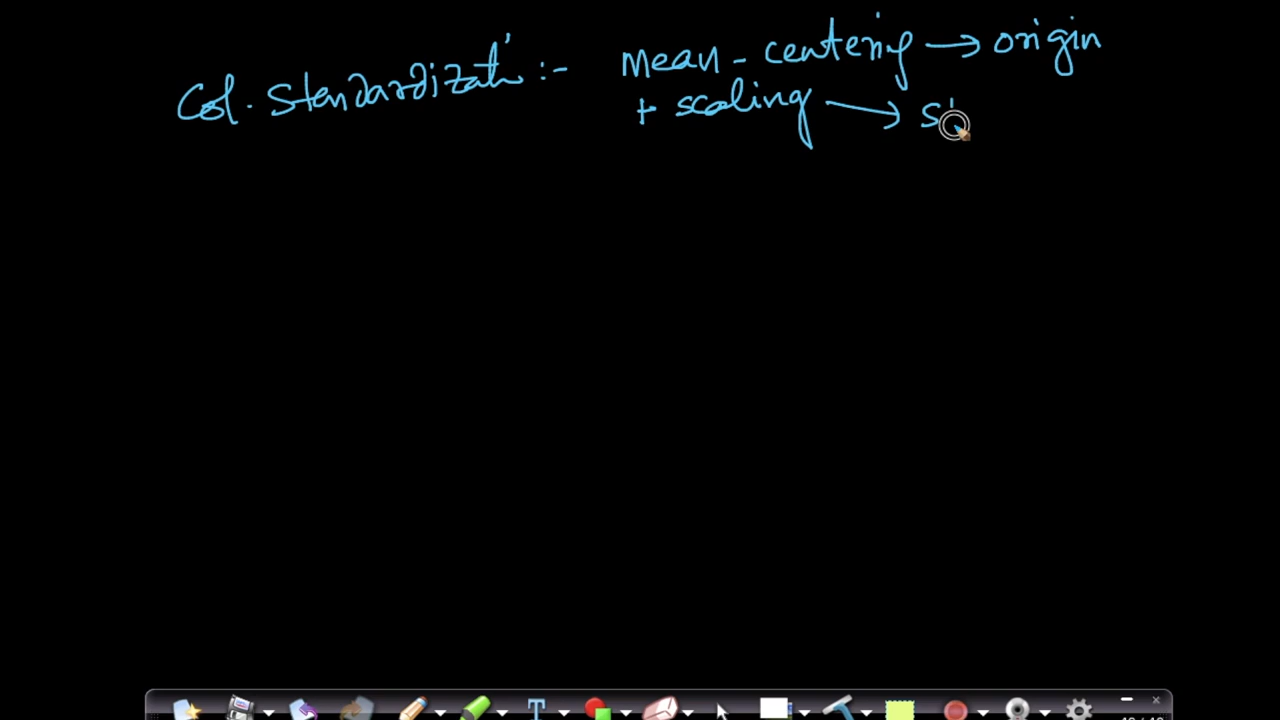 Col. Standardizati' :- mean-centering → origin
+ scaling → s